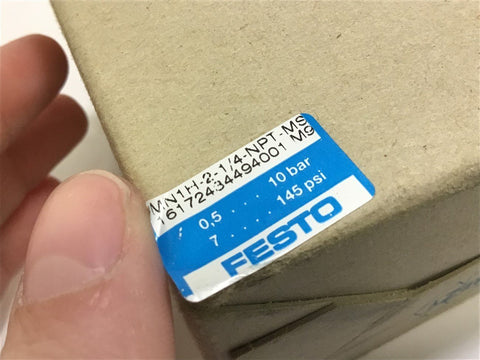 MN1H-2-1/4-NPT-MS
16172434494001 M9
0,5 . . . 10 bar
7 . . . . 145 psi
FESTO